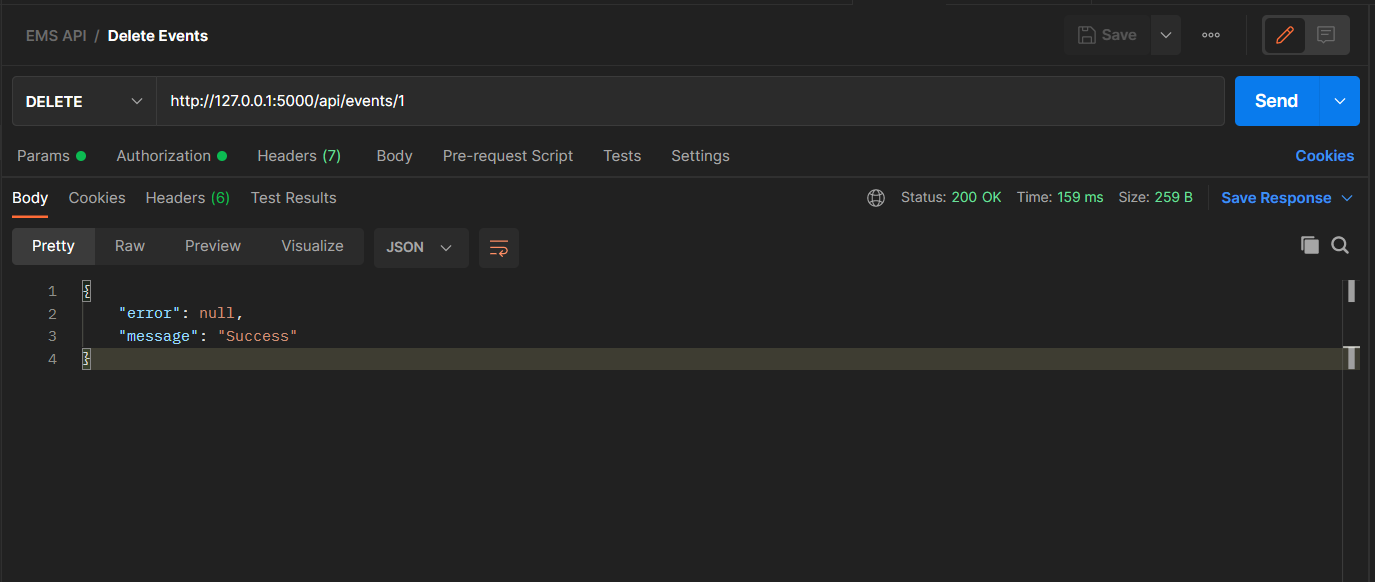 EMS API / Delete Events
Save
DELETE
http://127.0.0.1:5000/api/events/1
Send
Params Authorization Headers (7) Body Pre-request Script Tests Settings Cookies
Body Cookies Headers (6) Test Results Status: 200 OK Time: 159 ms Size: 259 B Save Response
Pretty Raw Preview Visualize JSON
1 {
2 "error": null,
3 "message": "Success"
4 }